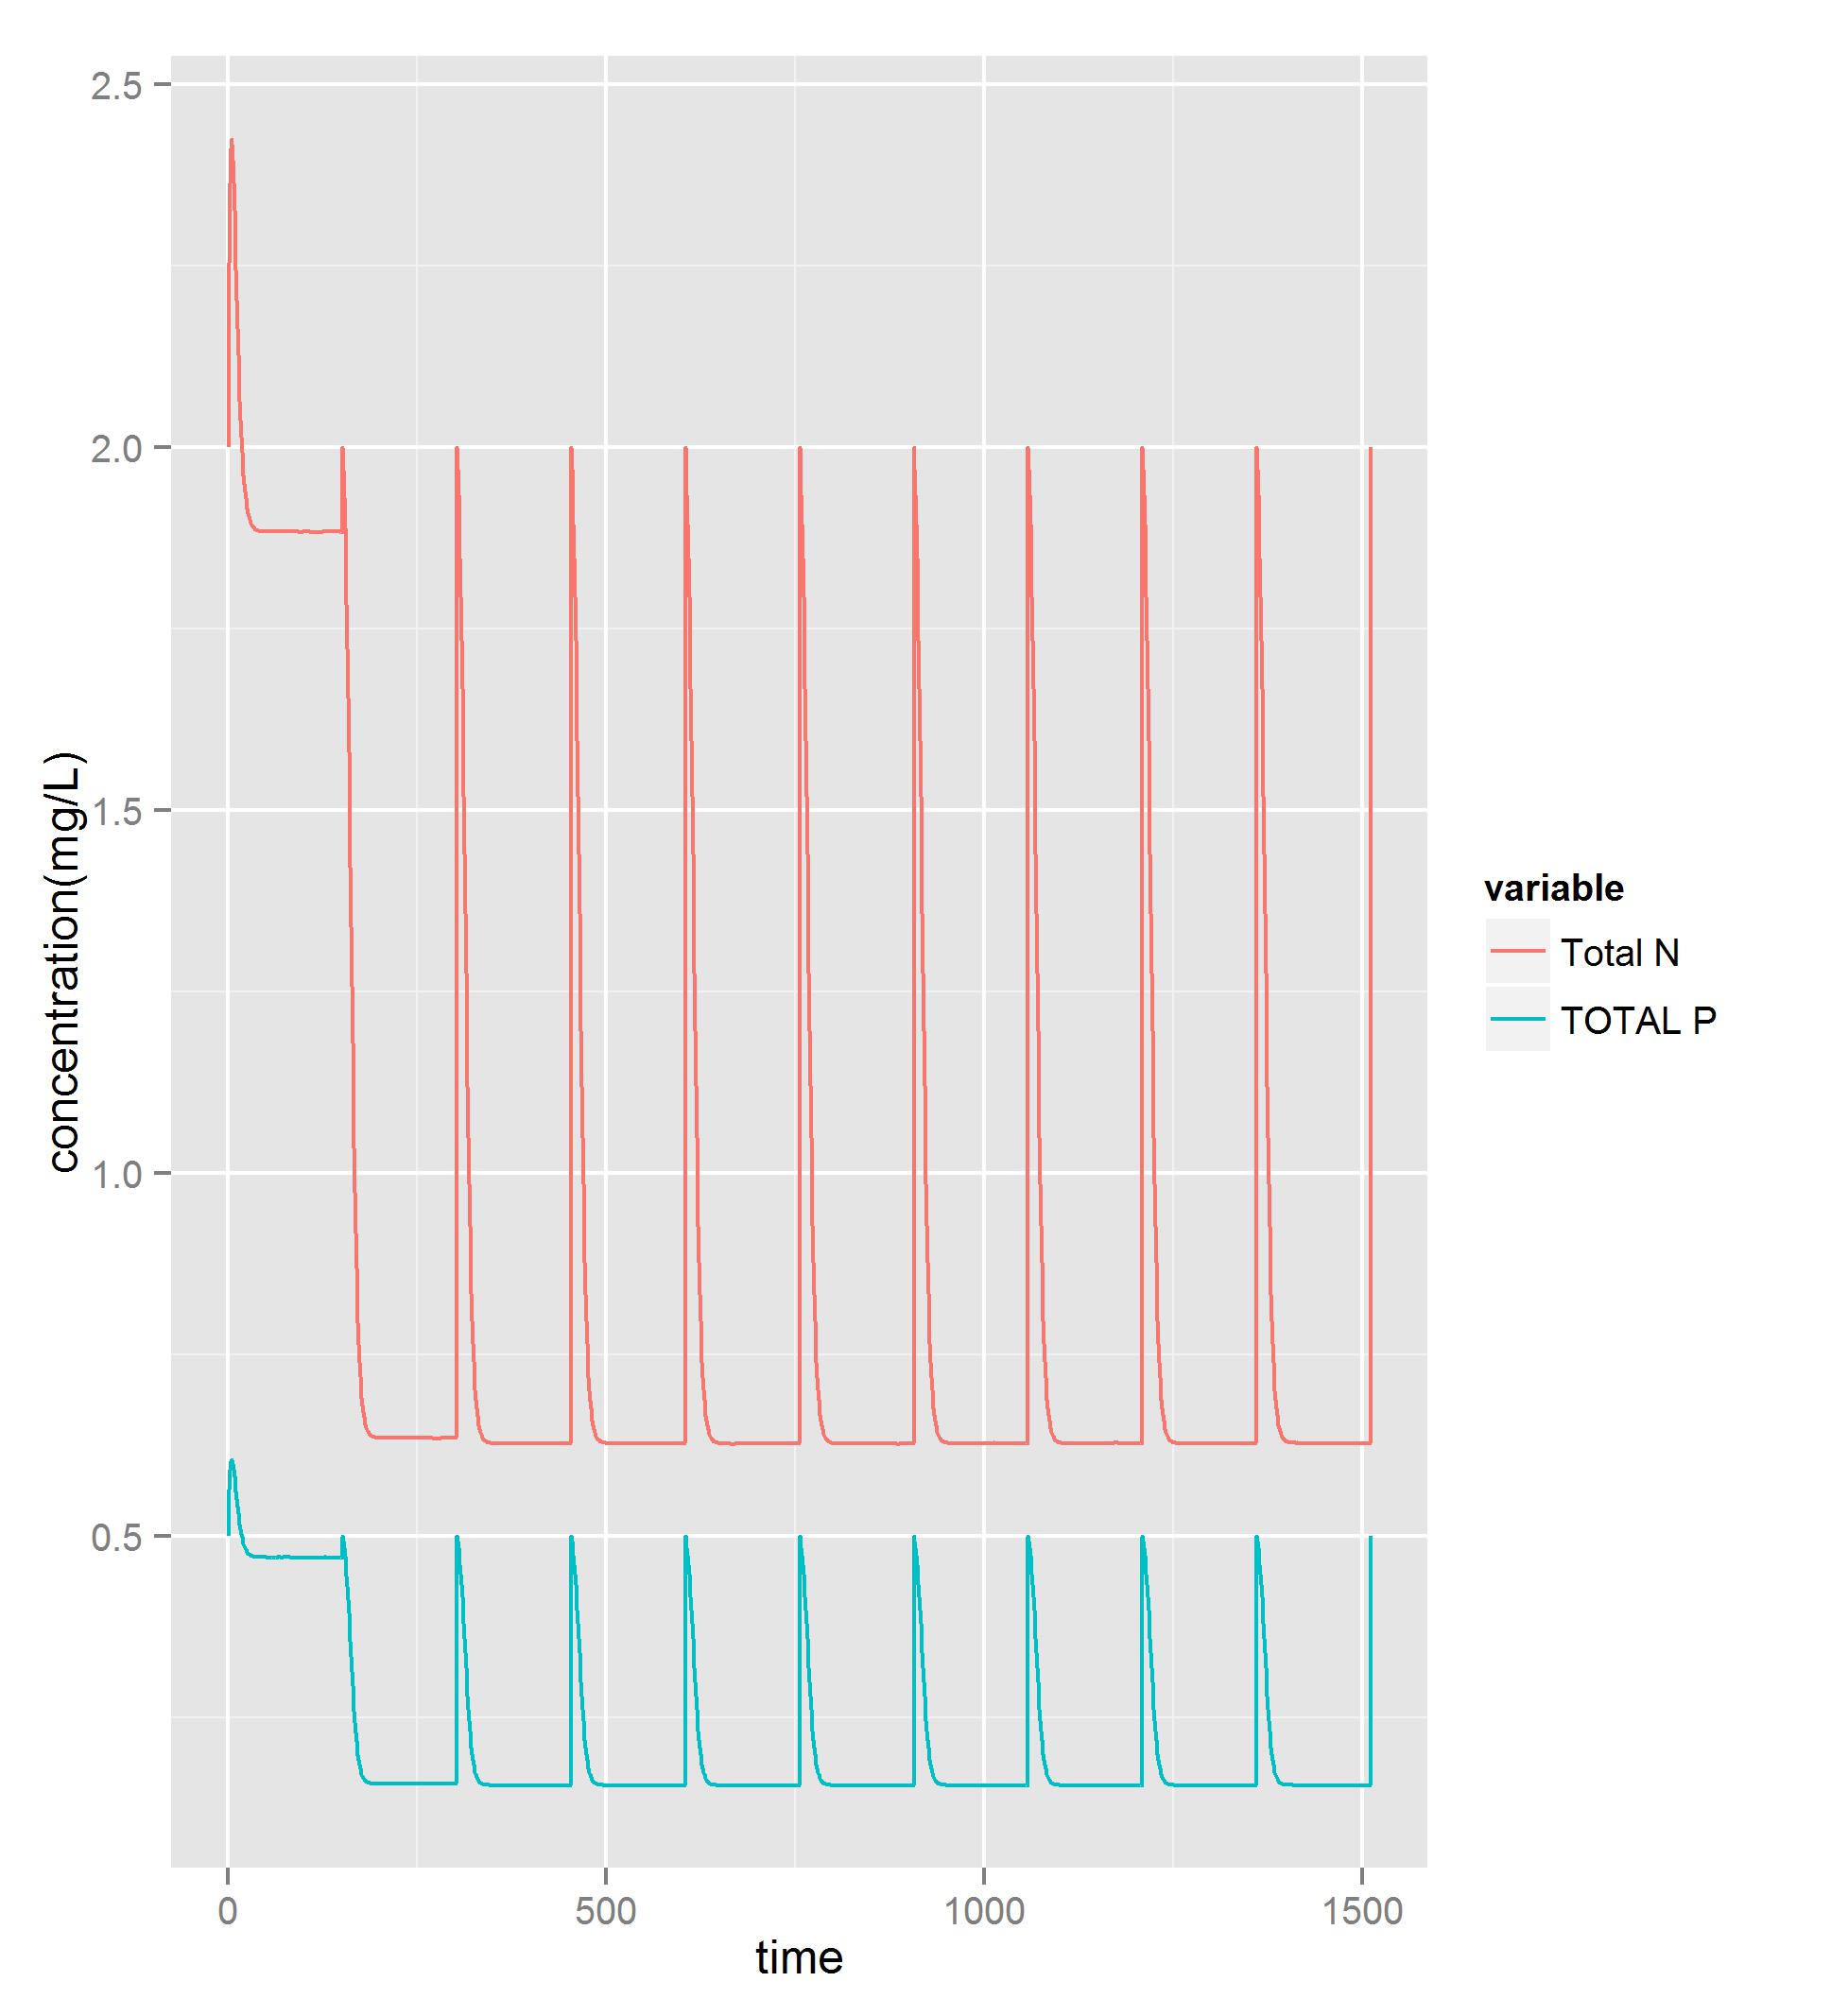 2.5
2.0
1.5
1.0
0.5
concentration(mg/L)
0 500 1000 1500
time
variable
Total N
TOTAL P